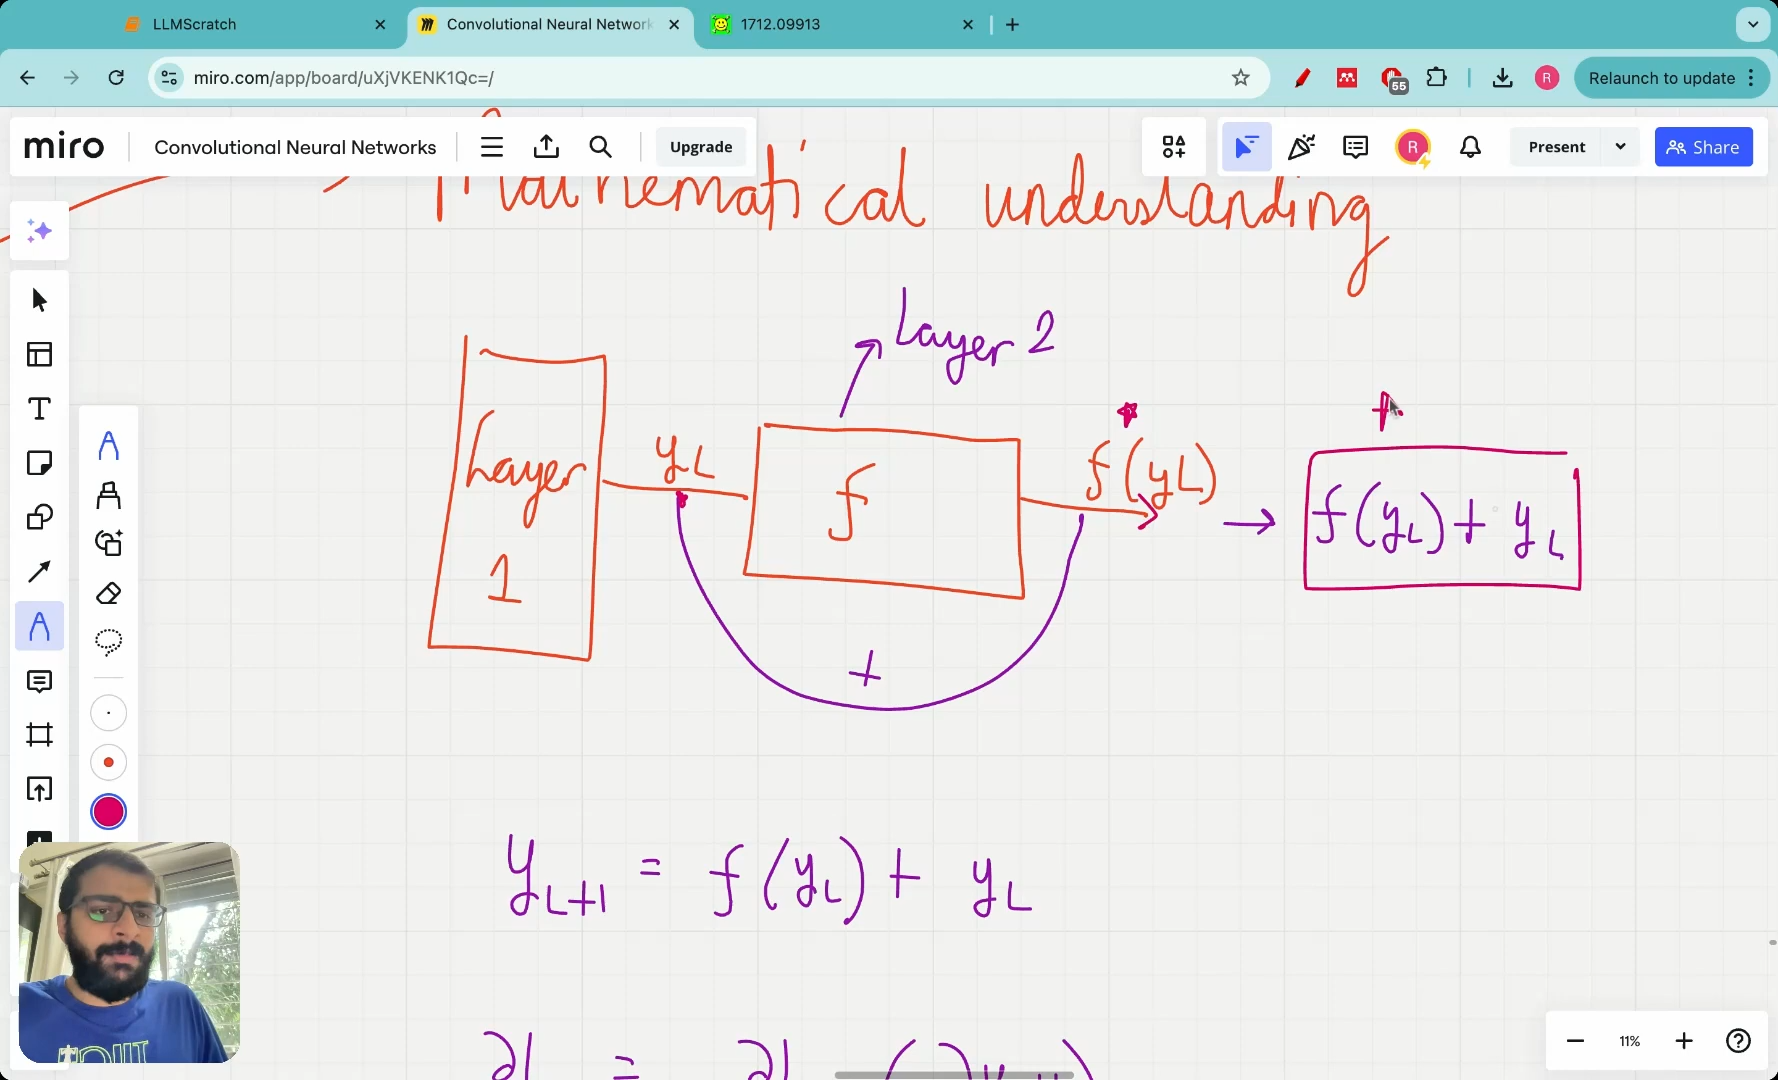 LLMScratch
Convolutional Neural Network
1712.09913
miro.com/app/board/uXjVKENK1Qc=/
55
R
Relaunch to update
miro
Convolutional Neural Networks
Upgrade
R
Present
Share
Mathematical understanding
Layer 2
Layer
1
yL
f
f(yL)
→ f(yL) + yL
+
yL+1 = f(yL) + yL
∂L = ∂L (∂y
11%